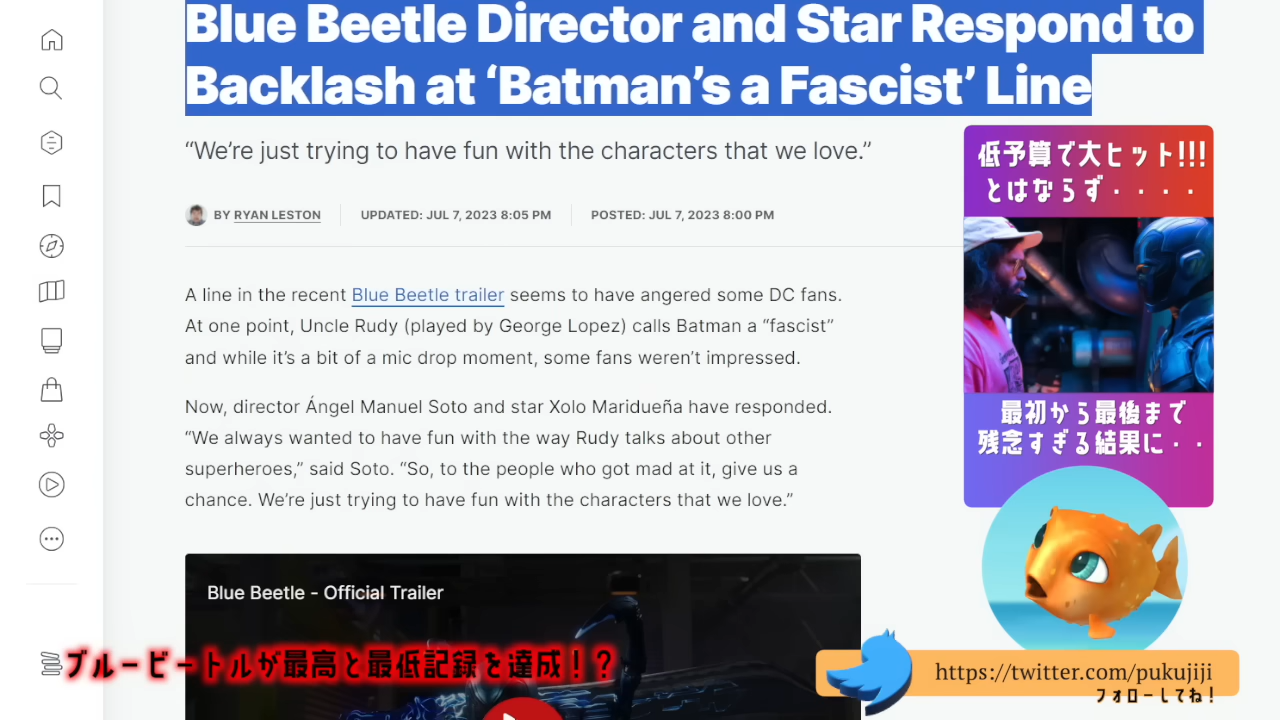 Blue Beetle Director and Star Respond to
Backlash at ‘Batman’s a Fascist’ Line
“We’re just trying to have fun with the characters that we love.”
BY RYAN LESTON
UPDATED: JUL 7, 2023 8:05 PM
POSTED: JUL 7, 2023 8:00 PM
A line in the recent Blue Beetle trailer seems to have angered some DC fans.
At one point, Uncle Rudy (played by George Lopez) calls Batman a “fascist”
and while it’s a bit of a mic drop moment, some fans weren’t impressed.
Now, director Ángel Manuel Soto and star Xolo Maridueña have responded.
“We always wanted to have fun with the way Rudy talks about other
superheroes,” said Soto. “So, to the people who got mad at it, give us a
chance. We’re just trying to have fun with the characters that we love.”
Blue Beetle - Official Trailer
低予算で大ヒット!!!
とはならず・・・・
最初から最後まで
残念すぎる結果に・・
ブルービートルが最高と最低記録を達成！？
https://twitter.com/pukujiji
フォローしてね！